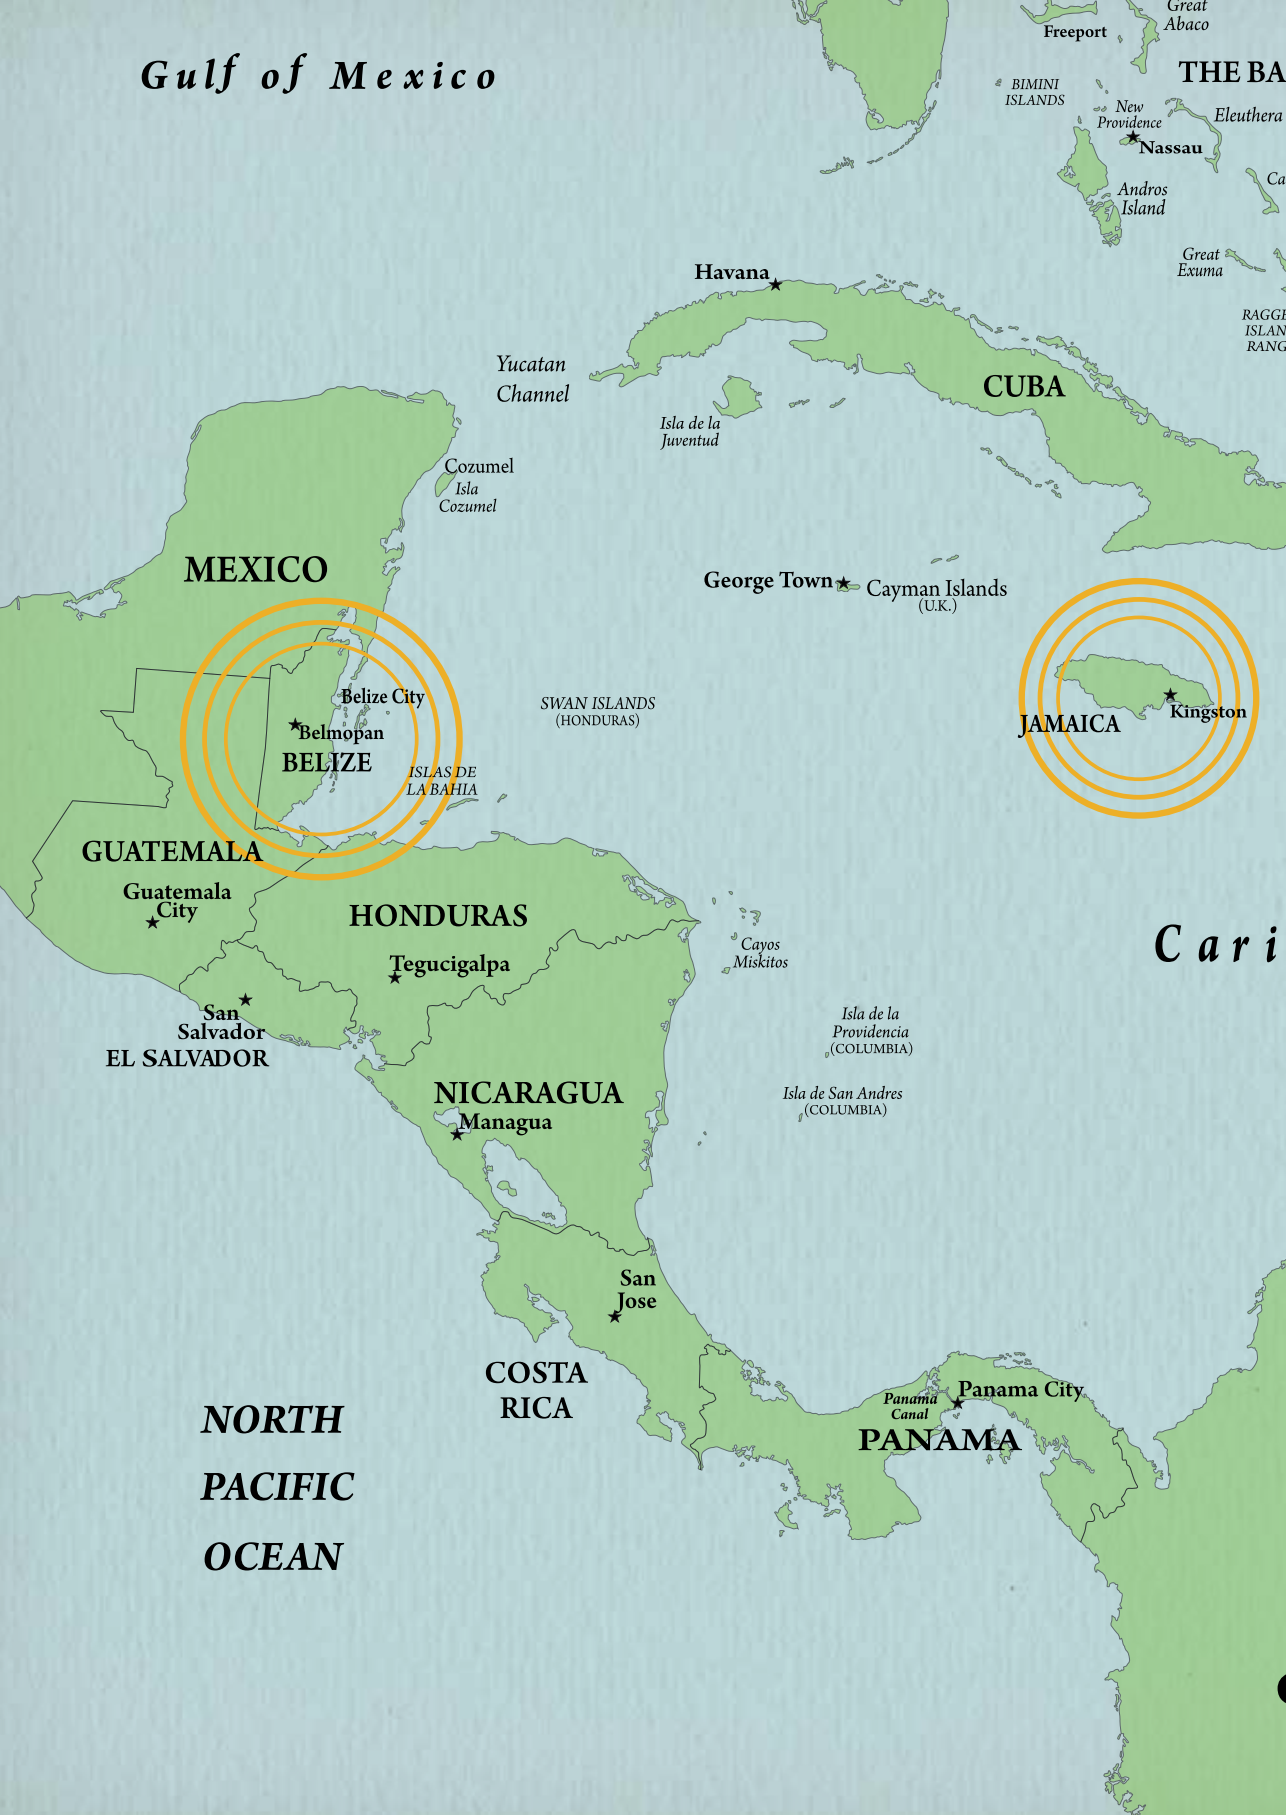 Great
Abaco
Freeport
Gulf of Mexico
THE BA
BIMINI
ISLANDS
New
Providence
Eleuthera
Nassau
Ca
Andros
Island
Great
Exuma
Havana
RAGGE
ISLAN
RANG
Yucatan
Channel
CUBA
Isla de la
Juventud
Cozumel
Isla
Cozumel
MEXICO
George Town
Cayman Islands
(U.K.)
Belize City
SWAN ISLANDS
(HONDURAS)
Kingston
JAMAICA
Belmopan
BELIZE
ISLAS DE
LA BAHIA
GUATEMALA
Guatemala
City
HONDURAS
Cari
Cayos
Miskitos
Tegucigalpa
San
Salvador
EL SALVADOR
Isla de la
Providencia
(COLUMBIA)
NICARAGUA
Isla de San Andres
(COLUMBIA)
Managua
San
Jose
COSTA
RICA
Panama City
Panama
Canal
PANAMA
NORTH
PACIFIC
OCEAN